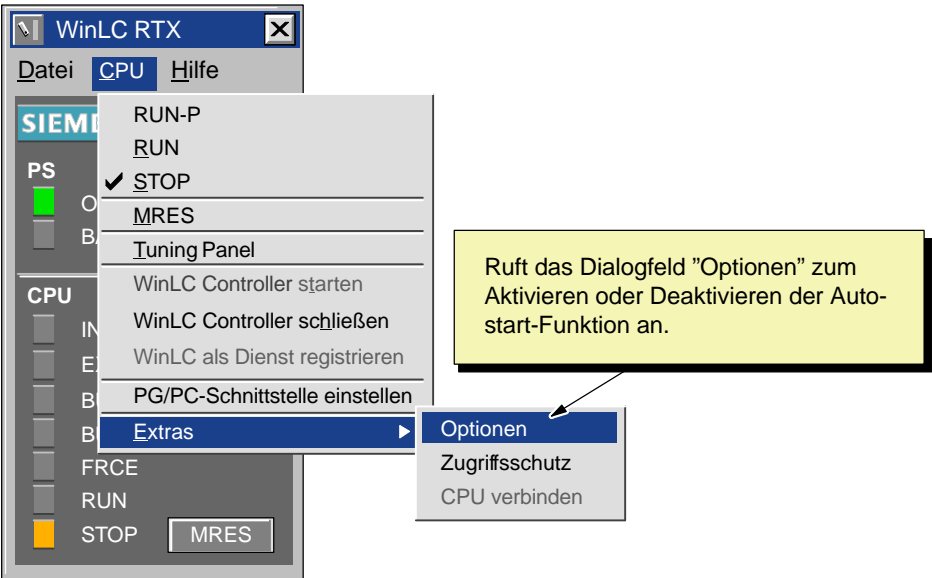 WinLC RTX
Datei CPU Hilfe
SIEM
RUN-P
RUN
STOP
MRES
Tuning Panel
WinLC Controller starten
WinLC Controller schließen
WinLC als Dienst registrieren
PG/PC-Schnittstelle einstellen
Extras
Optionen
Zugriffsschutz
CPU verbinden
Ruft das Dialogfeld ”Optionen” zum
Aktivieren oder Deaktivieren der Auto-
start-Funktion an.
PS
CPU
FRCE
RUN
STOP MRES